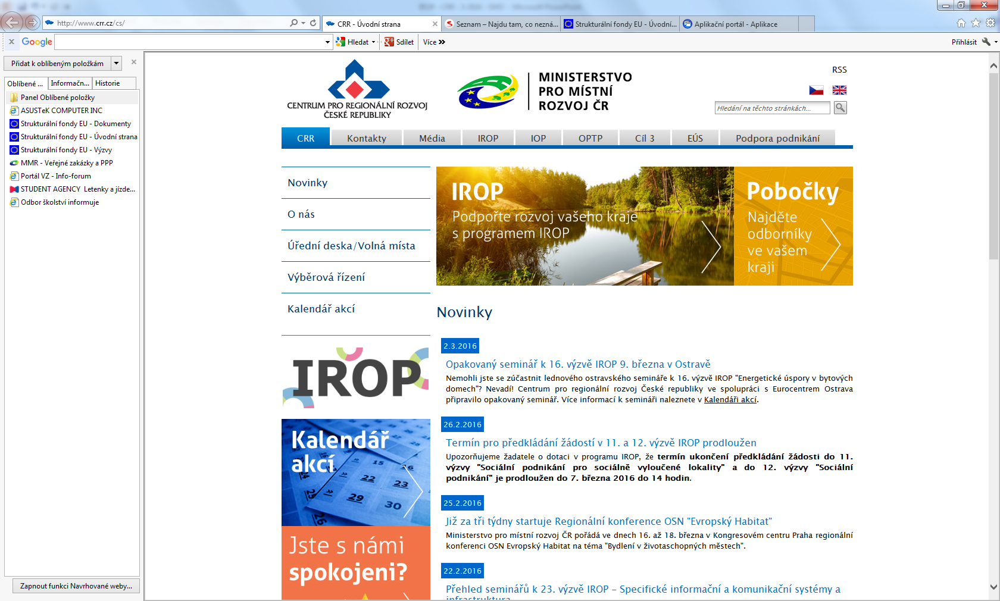 http://www.crr.cz/cs/
CRR - Úvodní strana
Seznam – Najdu tam, co nezná...
Strukturální fondy EU - Úvodní...
Aplikační portál - Aplikace
x Google
Hledat
Sdílet
Více
Přihlásit
Přidat k oblíbeným položkám
Oblíbené ...
Informačn...
Historie
Panel Oblíbené položky
ASUSTeK COMPUTER INC
Strukturální fondy EU - Dokumenty
Strukturální fondy EU - Úvodní strana
Strukturální fondy EU - Výzvy
MMR - Veřejné zakázky a PPP
Portál VZ - Info-forum
STUDENT AGENCY Letenky a jízde...
Odbor školství informuje
Zapnout funkci Navrhované weby...
CENTRUM PRO REGIONÁLNÍ ROZVOJ
ČESKÉ REPUBLIKY
MINISTERSTVO
PRO MÍSTNÍ
ROZVOJ ČR
RSS
Hledání na těchto stránkách...
CRR
Kontakty
Média
IROP
IOP
OPTP
Cíl 3
EÚS
Podpora podnikání
Novinky
O nás
Úřední deska/Volná místa
Výběrová řízení
Kalendář akcí
IROP
Kalendář
akcí
15
16
22
23
29
30
Jste s námi
spokojeni?
IROP
Podpořte rozvoj vašeho kraje
s programem IROP
Pobočky
Najděte
odborníky
ve vašem
kraji
Novinky
2.3.2016
Opakovaný seminář k 16. výzvě IROP 9. března v Ostravě
Nemohli jste se zúčastnit lednového ostravského semináře k 16. výzvě IROP "Energetické úspory v bytových
domech"? Nevadí! Centrum pro regionální rozvoj České republiky ve spolupráci s Eurocentrem Ostrava
připravilo opakovaný seminář. Více informací k semináři naleznete v Kalendáři akcí.
26.2.2016
Termín pro předkládání žádostí v 11. a 12. výzvě IROP prodloužen
Upozorňujeme žadatele o dotaci v programu IROP, že termín ukončení předkládání žádosti do 11.
výzvy "Sociální podnikání pro sociálně vyloučené lokality" a do 12. výzvy "Sociální
podnikání" je prodloužen do 7. března 2016 do 14 hodin.
25.2.2016
Již za tři týdny startuje Regionální konference OSN "Evropský Habitat"
Ministerstvo pro místní rozvoj ČR pořádá ve dnech 16. až 18. března v Kongresovém centru Praha regionální
konferenci OSN Evropský Habitat na téma "Bydlení v životaschopných městech".
22.2.2016
Přehled seminářů k 23. výzvě IROP - Specifické informační a komunikační systémy a
infrastruktura